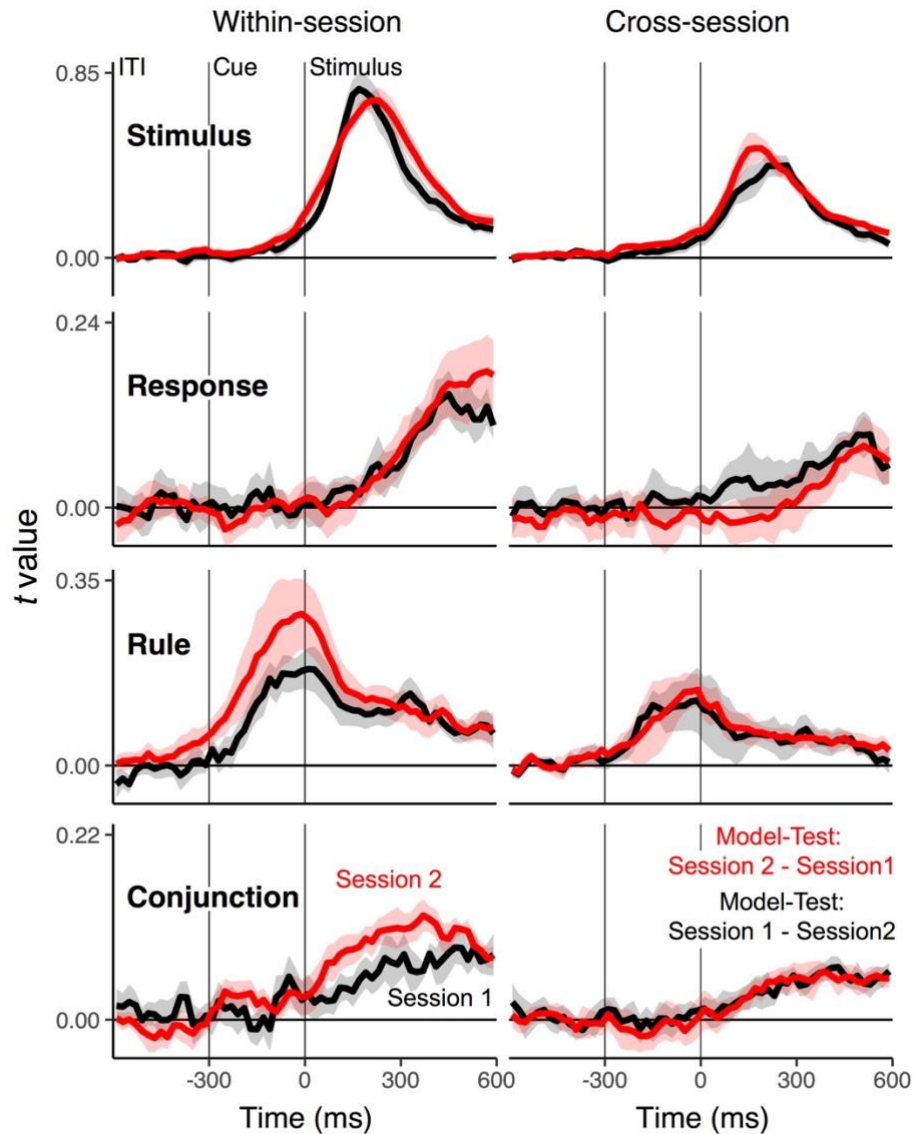 Within-session
Cross-session
ITI
Cue
Stimulus
0.85
Stimulus
0.00
0.24
Response
0.00
t value
0.35
Rule
0.00
0.22
Conjunction
Session 2
Session 1
0.00
Model-Test:
Session 2 - Session1
Model-Test:
Session 1 - Session2
-300
0
300
600
-300
0
300
600
Time (ms)
Time (ms)